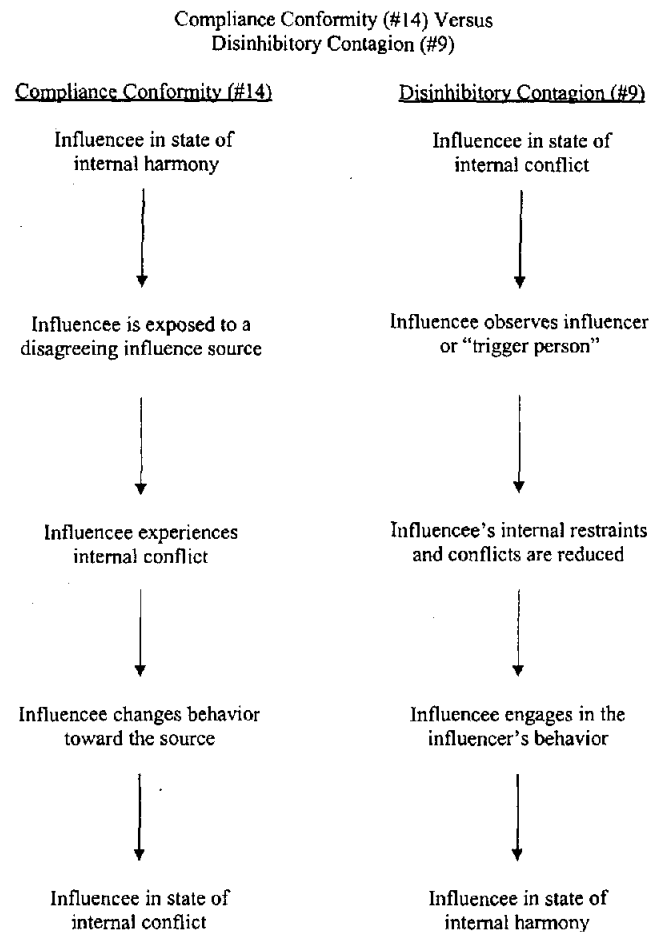 Compliance Conformity (#14) Versus
Disinhibitory Contagion (#9)
Compliance Conformity (#14)
Influencee in state of
internal harmony
Influencee is exposed to a
disagreeing influence source
Influencee experiences
internal conflict
Influencee changes behavior
toward the source
Influencee in state of
internal conflict
Disinhibitory Contagion (#9)
Influencee in state of
internal conflict
Influencee observes influencer
or “trigger person”
Influencee’s internal restraints
and conflicts are reduced
Influencee engages in the
influencer’s behavior
Influencee in state of
internal harmony